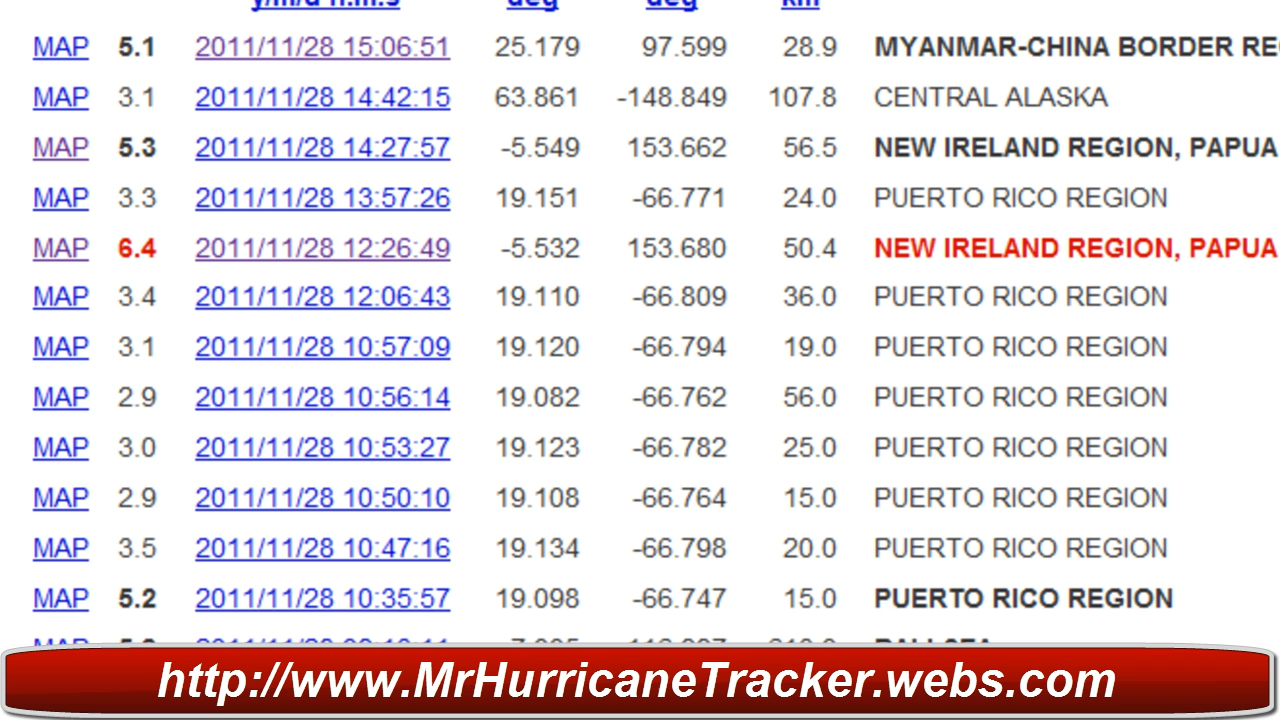 y/m/d h:m:s deg deg km
MAP 5.1 2011/11/28 15:06:51 25.179 97.599 28.9 MYANMAR-CHINA BORDER
MAP 3.1 2011/11/28 14:42:15 63.861 -148.849 107.8 CENTRAL ALASKA
MAP 5.3 2011/11/28 14:27:57 -5.549 153.662 56.5 NEW IRELAND REGION, PAPUA
MAP 3.3 2011/11/28 13:57:26 19.151 -66.771 24.0 PUERTO RICO REGION
MAP 6.4 2011/11/28 12:26:49 -5.532 153.680 50.4 NEW IRELAND REGION, PAPUA
MAP 3.4 2011/11/28 12:06:43 19.110 -66.809 36.0 PUERTO RICO REGION
MAP 3.1 2011/11/28 10:57:09 19.120 -66.794 19.0 PUERTO RICO REGION
MAP 2.9 2011/11/28 10:56:14 19.082 -66.762 56.0 PUERTO RICO REGION
MAP 3.0 2011/11/28 10:53:27 19.123 -66.782 25.0 PUERTO RICO REGION
MAP 2.9 2011/11/28 10:50:10 19.108 -66.764 15.0 PUERTO RICO REGION
MAP 3.5 2011/11/28 10:47:16 19.134 -66.798 20.0 PUERTO RICO REGION
MAP 5.2 2011/11/28 10:35:57 19.098 -66.747 15.0 PUERTO RICO REGION
MAP
http://www.MrHurricaneTracker.webs.com